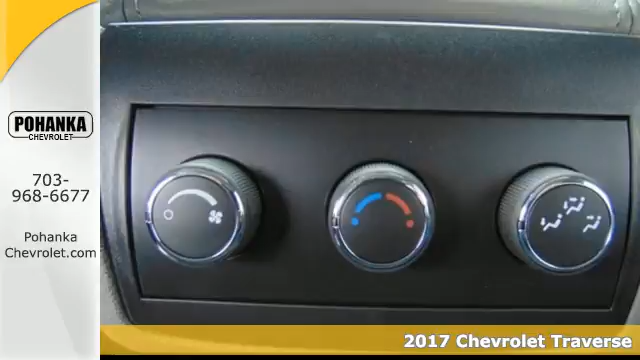 POHANKA
CHEVROLET
703-
968-6677
Pohanka
Chevrolet.com
2017 Chevrolet Traverse